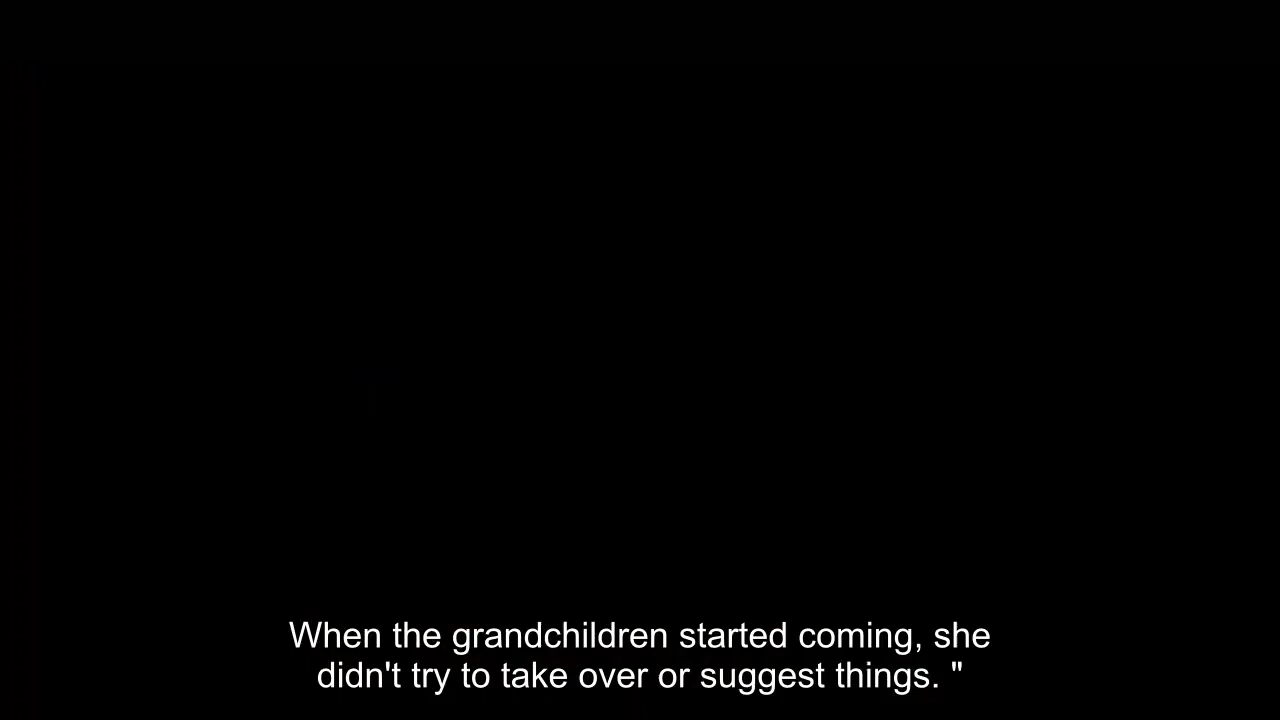 When the grandchildren started coming, she
didn't try to take over or suggest things. "